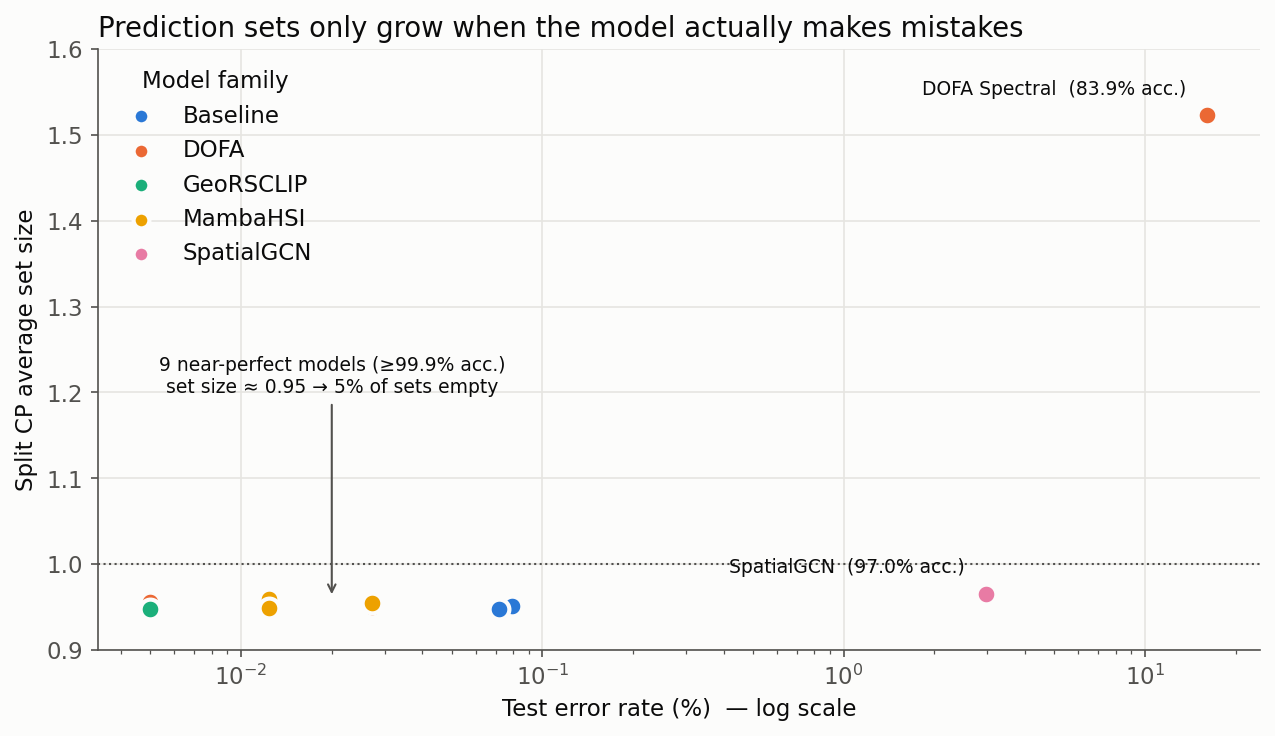 Prediction sets only grow when the model actually makes mistakes
1.6
1.5
1.4
1.3
1.2
1.1
1.0
0.9
Split CP average set size
Model family
Baseline
DOFA
GeoRSCLIP
MambaHSI
SpatialGCN
DOFA Spectral (83.9% acc.)
9 near-perfect models (≥99.9% acc.)
set size ≈ 0.95 → 5% of sets empty
SpatialGCN (97.0% acc.)
10⁻² 10⁻¹ 10⁰ 10¹
Test error rate (%) — log scale